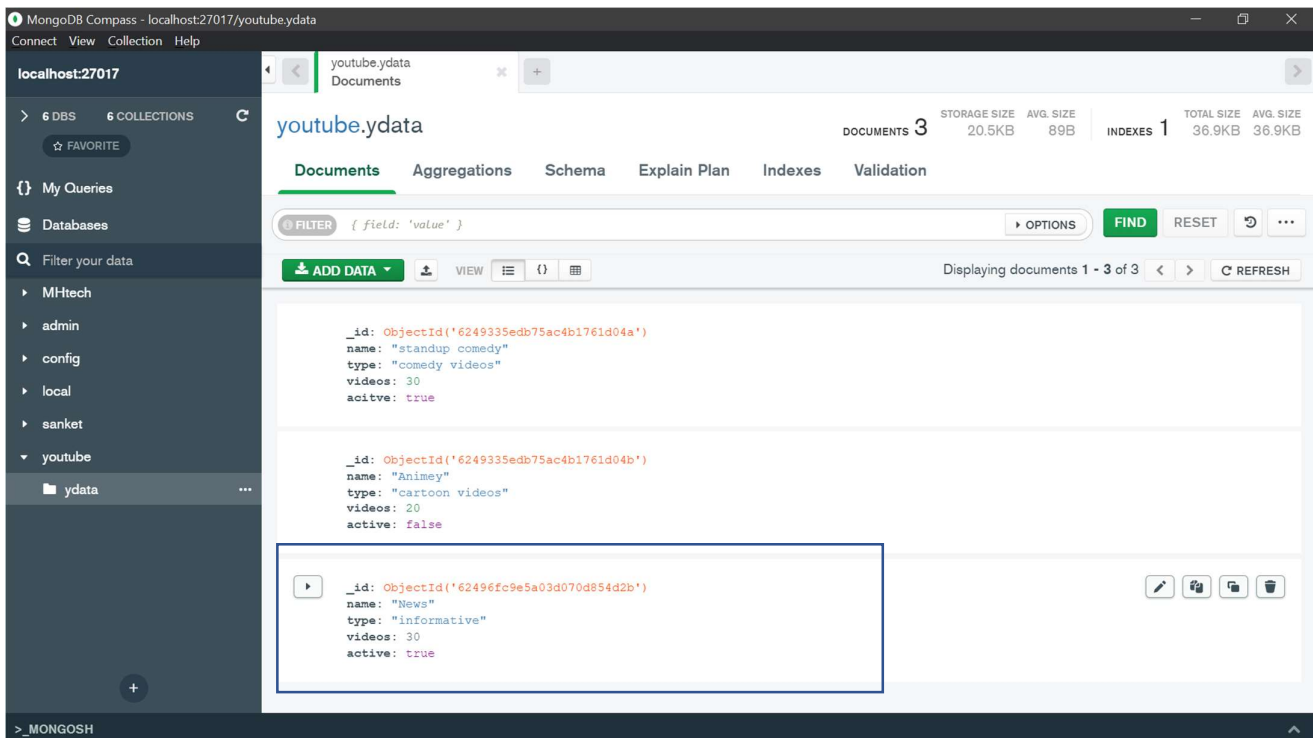 MongoDB Compass - localhost:27017/youtube.ydata
Connect View Collection Help
localhost:27017
6 DBS 6 COLLECTIONS
FAVORITE
{} My Queries
Databases
Filter your data
MHtech
admin
config
local
sanket
youtube
ydata
>_MONGOSH
youtube.ydata
Documents
youtube.ydata
DOCUMENTS 3
STORAGE SIZE AVG. SIZE
20.5KB 89B
INDEXES 1
TOTAL SIZE AVG. SIZE
36.9KB 36.9KB
Documents Aggregations Schema Explain Plan Indexes Validation
FILTER { field: 'value' } OPTIONS FIND RESET
ADD DATA VIEW {} Displaying documents 1 - 3 of 3 REFRESH
_id: ObjectId('6249335edb75ac4b1761d04a')
name: "standup comedy"
type: "comedy videos"
videos: 30
acitve: true
_id: ObjectId('6249335edb75ac4b1761d04b')
name: "Animey"
type: "cartoon videos"
videos: 20
active: false
_id: ObjectId('62496fc9e5a03d070d854d2b')
name: "News"
type: "informative"
videos: 30
active: true